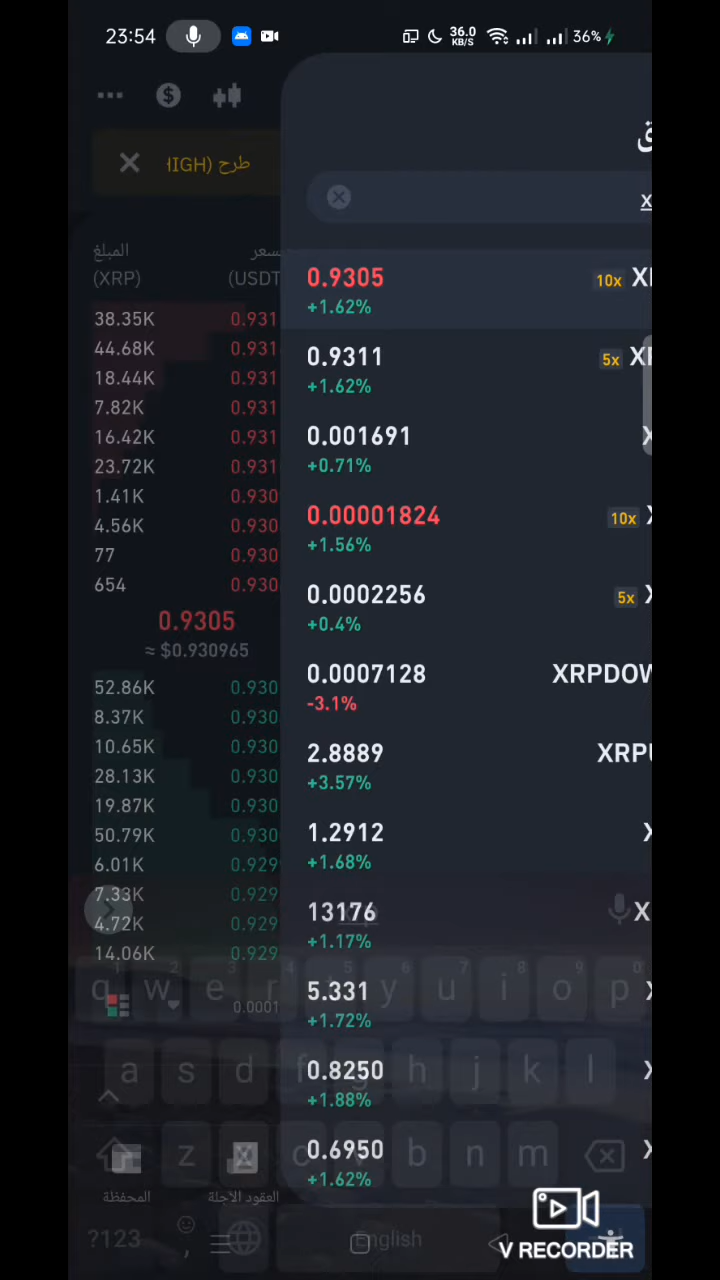 23:54
36.0 KB/S
36%
طرح (HIGH)
المبلغ
(XRP)
(USDT
38.35K 0.931
44.68K 0.931
18.44K 0.931
7.82K 0.931
16.42K 0.931
23.72K 0.931
1.41K 0.930
4.56K 0.930
77 0.930
654 0.930
0.9305
≈ $0.930965
52.86K 0.930
8.37K 0.930
10.65K 0.930
28.13K 0.930
19.87K 0.930
50.79K 0.930
6.01K 0.929
7.33K 0.929
4.72K 0.929
14.06K 0.929
0.0001
المحفظة
العقود الآجلة
x
0.9305 10x
+1.62%
0.9311 5x
+1.62%
0.001691
+0.71%
0.00001824 10x
+1.56%
0.0002256 5x
+0.4%
0.0007128 XRPDOW
-3.1%
2.8889 XRPU
+3.57%
1.2912
+1.68%
13176
+1.17%
5.331
+1.72%
0.8250
+1.88%
0.6950
+1.62%
q w e r t y u i o p
a s d f g h j k l
z x c v b n m
?123 , English
V RECORDER